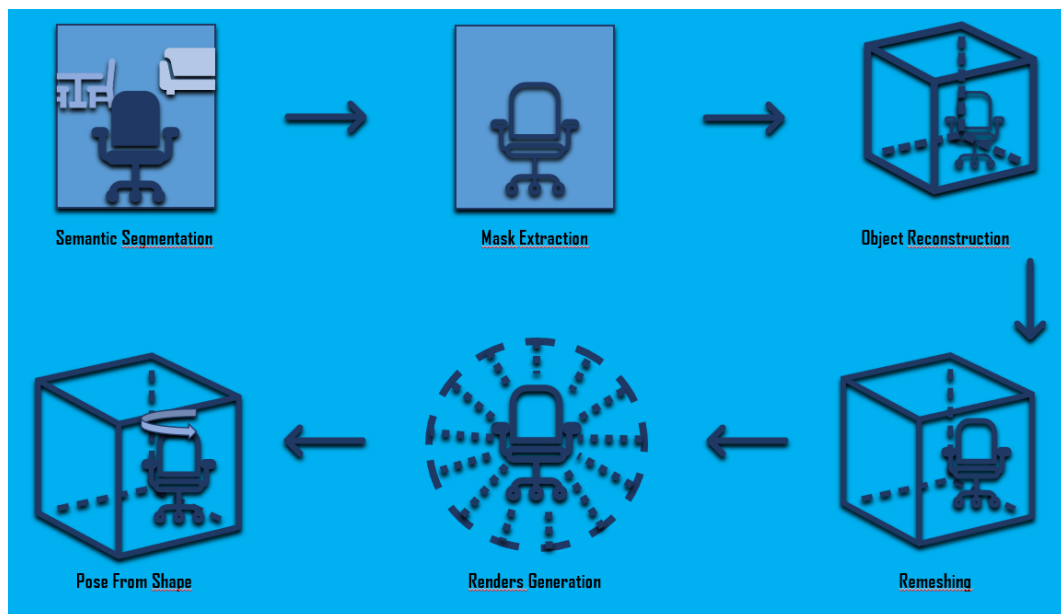 Semantic Segmentation
Mask Extraction
Object Reconstruction
Pose From Shape
Renders Generation
Remeshing